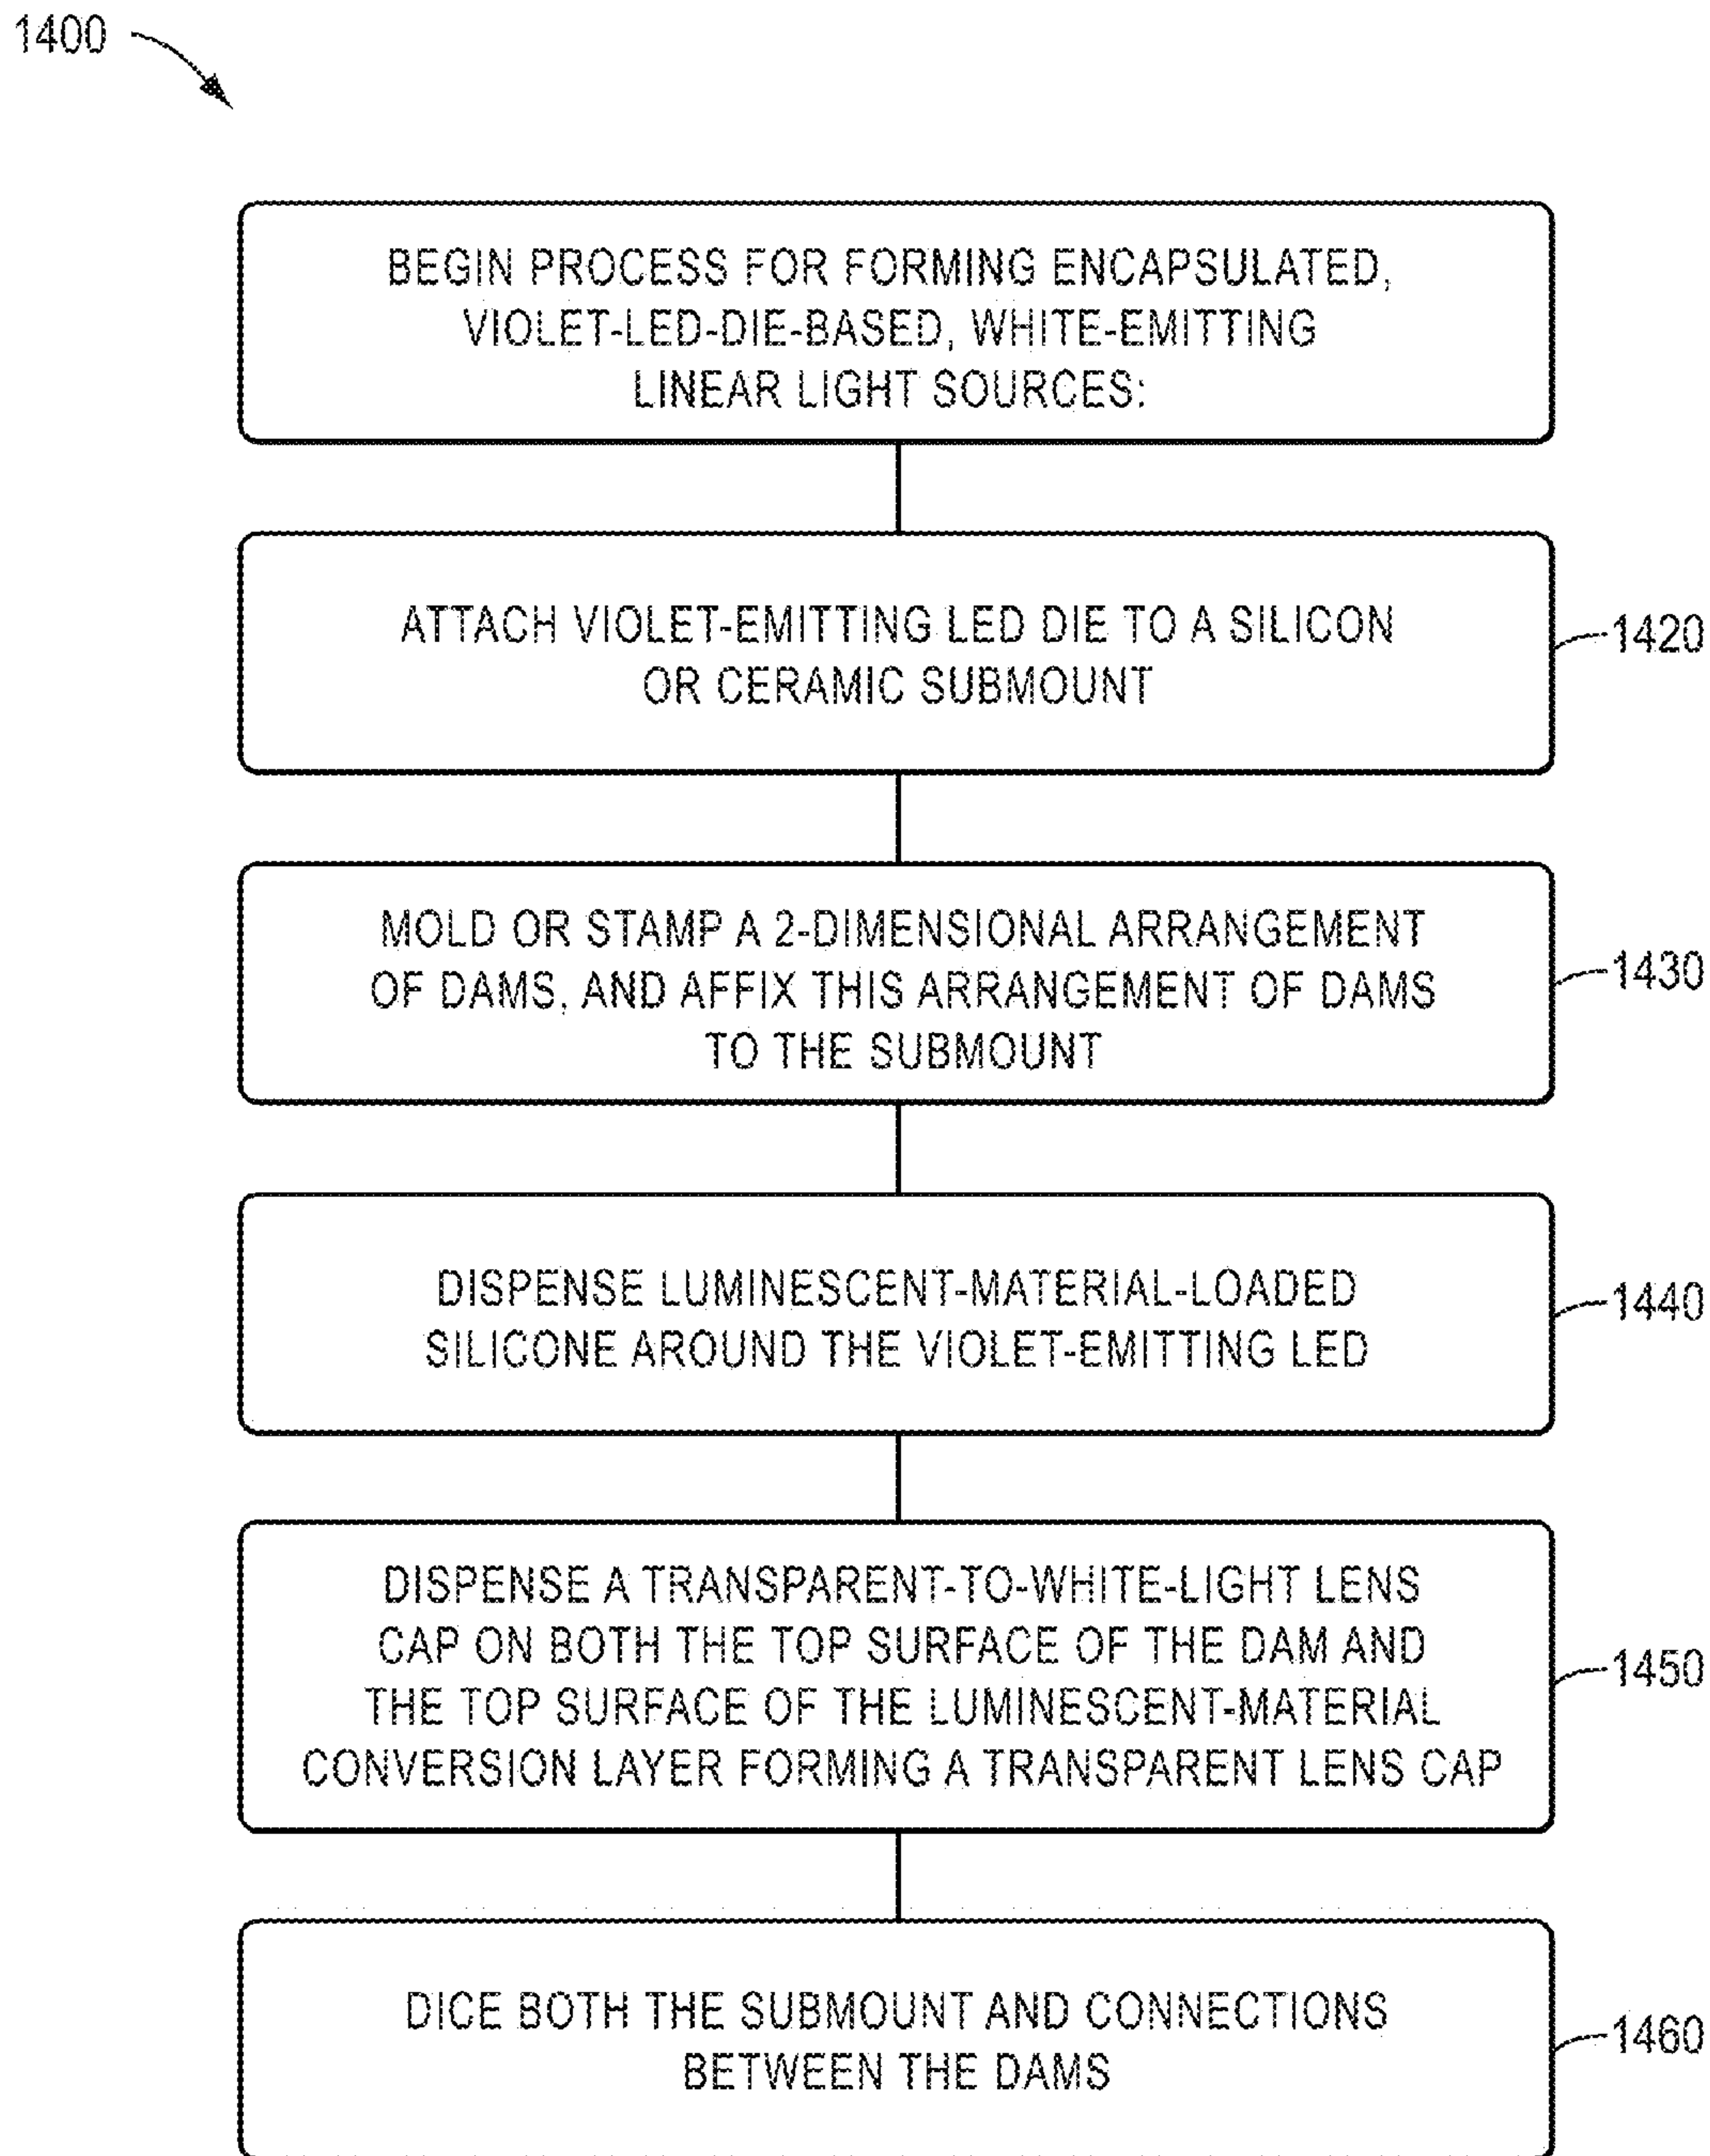 1400
BEGIN PROCESS FOR FORMING ENCAPSULATED,
VIOLET-LED-DIE-BASED, WHITE-EMITTING
LINEAR LIGHT SOURCES:
ATTACH VIOLET-EMITTING LED DIE TO A SILICON
OR CERAMIC SUBMOUNT
1420
MOLD OR STAMP A 2-DIMENSIONAL ARRANGEMENT
OF DAMS, AND AFFIX THIS ARRANGEMENT OF DAMS
TO THE SUBMOUNT
1430
DISPENSE LUMINESCENT-MATERIAL-LOADED
SILICONE AROUND THE VIOLET-EMITTING LED
1440
DISPENSE A TRANSPARENT-TO-WHITE-LIGHT LENS
CAP ON BOTH THE TOP SURFACE OF THE DAM AND
THE TOP SURFACE OF THE LUMINESCENT-MATERIAL
CONVERSION LAYER FORMING A TRANSPARENT LENS CAP
1450
DICE BOTH THE SUBMOUNT AND CONNECTIONS
BETWEEN THE DAMS
1460